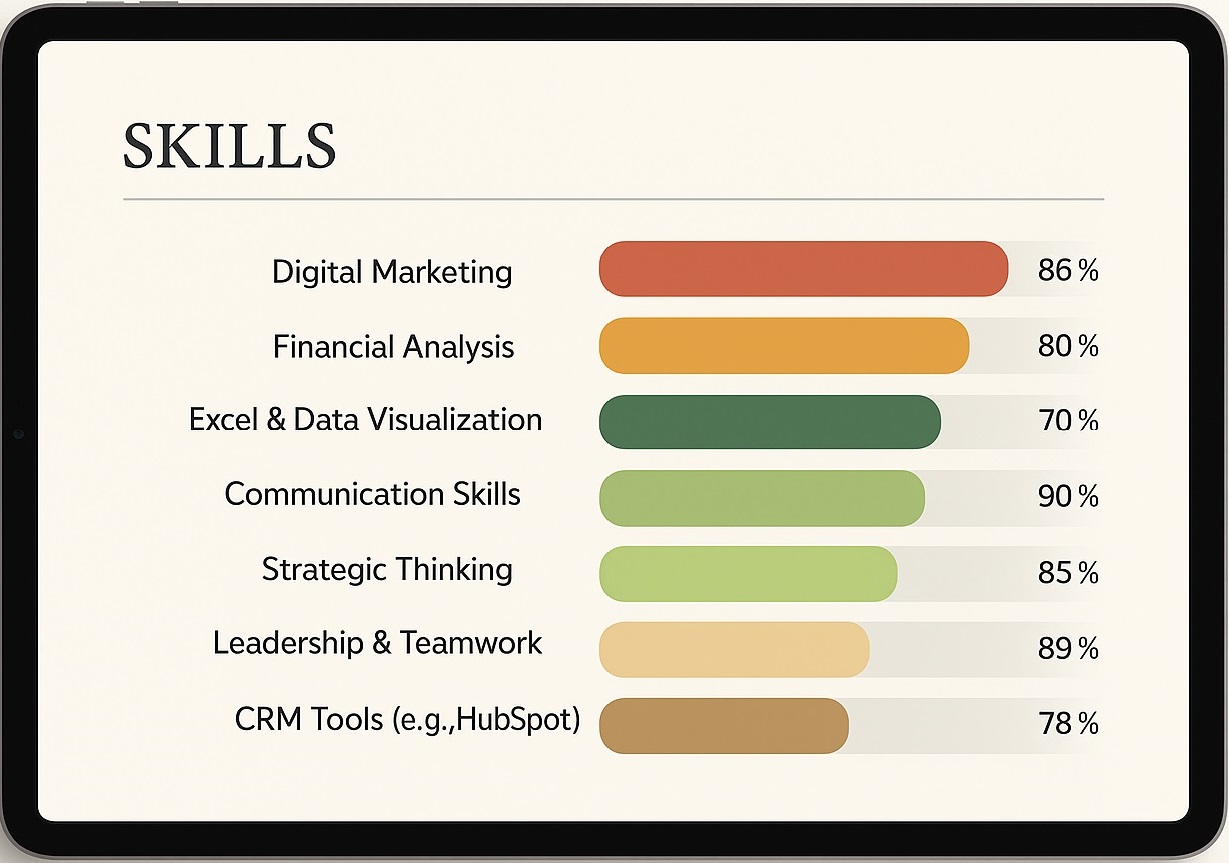 SKILLS
Digital Marketing 86 %
Financial Analysis 80 %
Excel & Data Visualization 70 %
Communication Skills 90 %
Strategic Thinking 85 %
Leadership & Teamwork 89 %
CRM Tools (e.g.,HubSpot) 78 %